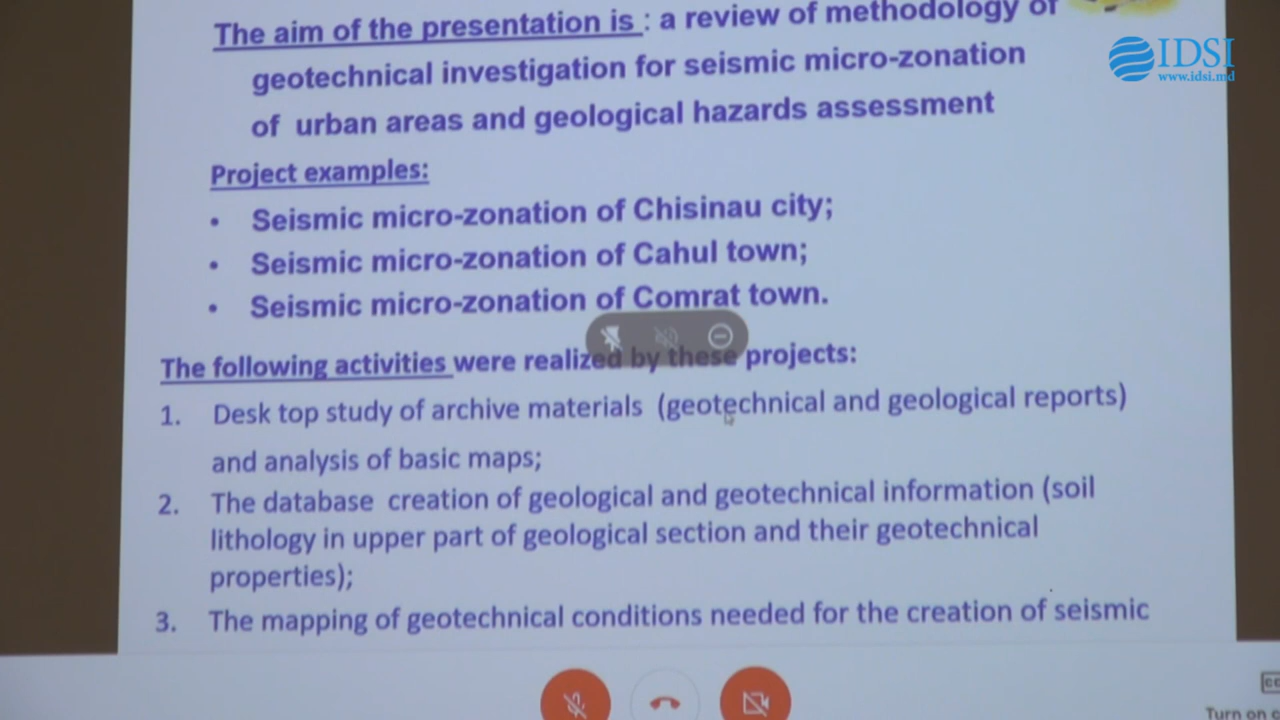 The aim of the presentation is : a review of methodology of
IDSI
www.idsi.md
geotechnical investigation for seismic micro-zonation
of urban areas and geological hazards assessment
Project examples:
• Seismic micro-zonation of Chisinau city;
• Seismic micro-zonation of Cahul town;
• Seismic micro-zonation of Comrat town.
The following activities were realized by these projects:
1. Desk top study of archive materials (geotechnical and geological reports)
and analysis of basic maps;
2. The database creation of geological and geotechnical information (soil
lithology in upper part of geological section and their geotechnical
properties);
3. The mapping of geotechnical conditions needed for the creation of seismic
Turn on